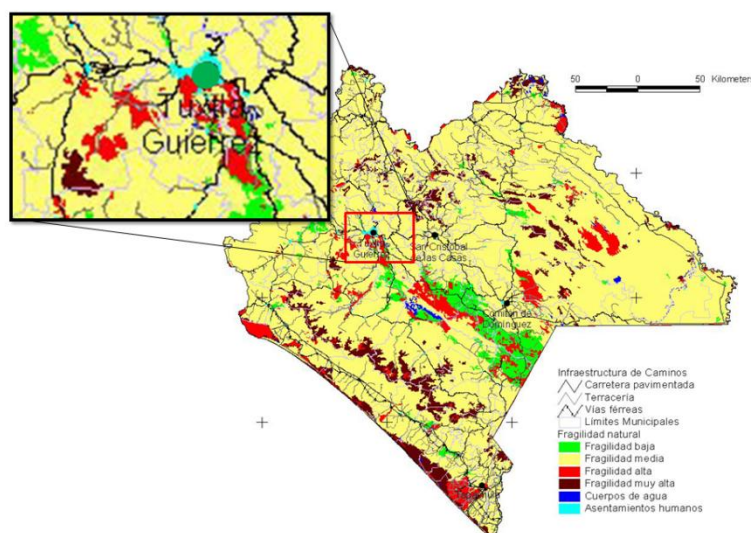 50 0 50 Kilometers
Tuxtla
San Cristobal
de las Casas
Comitan de
Dominguez
Infraestructura de Caminos
Carretera pavimentada
Terracería
Vías férreas
Límites Municipales
Fragilidad natural
Fragilidad baja
Fragilidad media
Fragilidad alta
Fragilidad muy alta
Cuerpos de agua
Asentamientos humanos